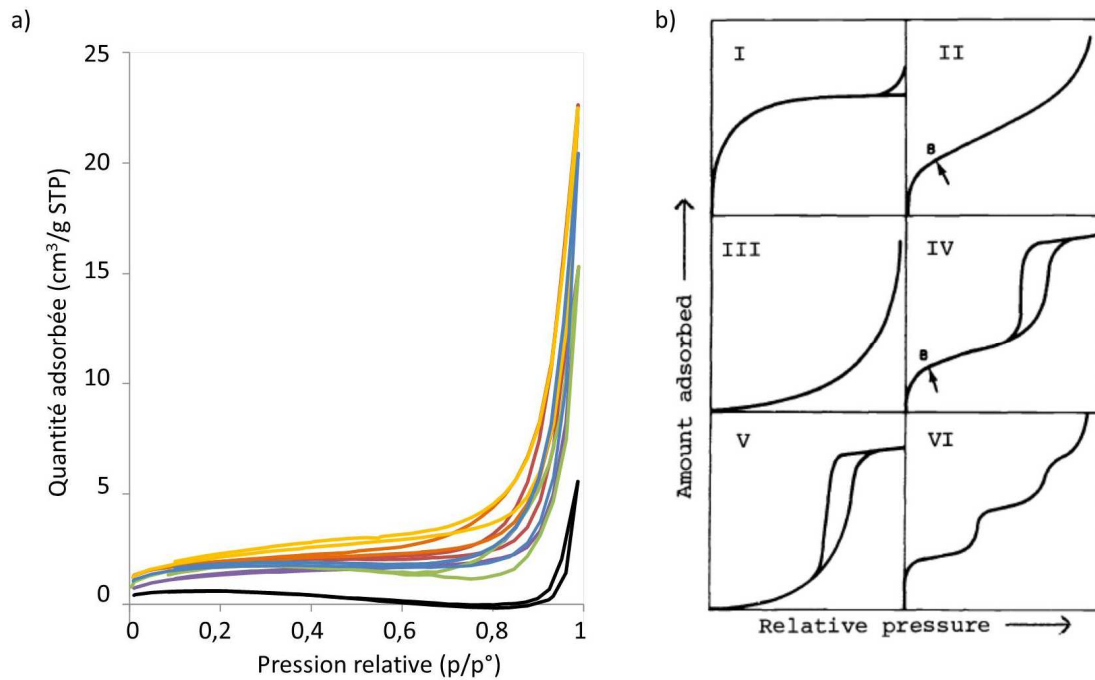 a)
25
20
15
10
5
0
Quantité adsorbée (cm³/g STP)
0
0,2
0,4
0,6
0,8
1
Pression relative (p/p°)
b)
I
II
B
III
IV
B
V
VI
Amount adsorbed
Relative pressure